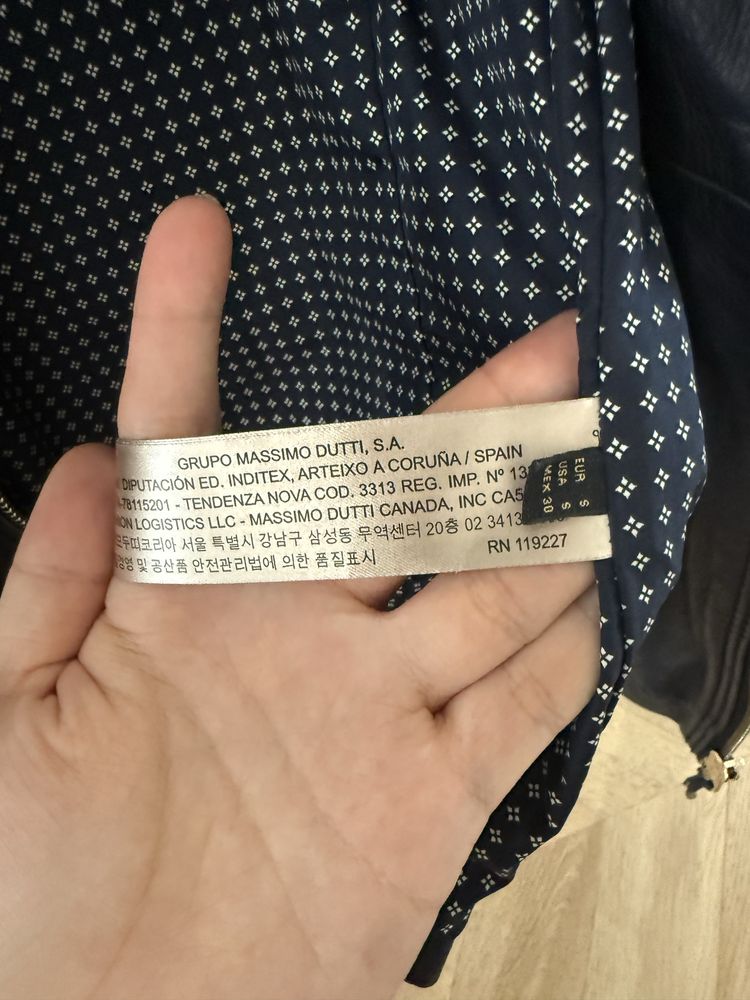 GRUPO MASSIMO DUTTI, S.A.
DIPUTACIÓN ED. INDITEX, ARTEIXO A CORUÑA / SPAIN
-78115201 - TENDENZA NOVA COD. 3313 REG. IMP. Nº
LOGISTICS LLC - MASSIMO DUTTI CANADA, INC
서울 특별시 강남구 삼성동 무역센터 20층 02 3413
및 공산품 안전관리법에 의한 품질표시
RN 119227
EUR S
USA S
MEX 30